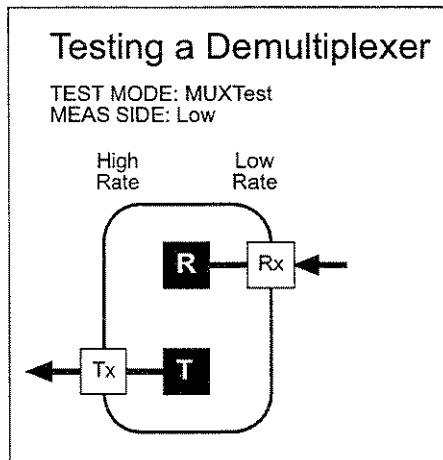 Testing a Demultiplexer
TEST MODE: MUXTest
MEAS SIDE: Low
High Rate
Low Rate
R
Rx
Tx
T